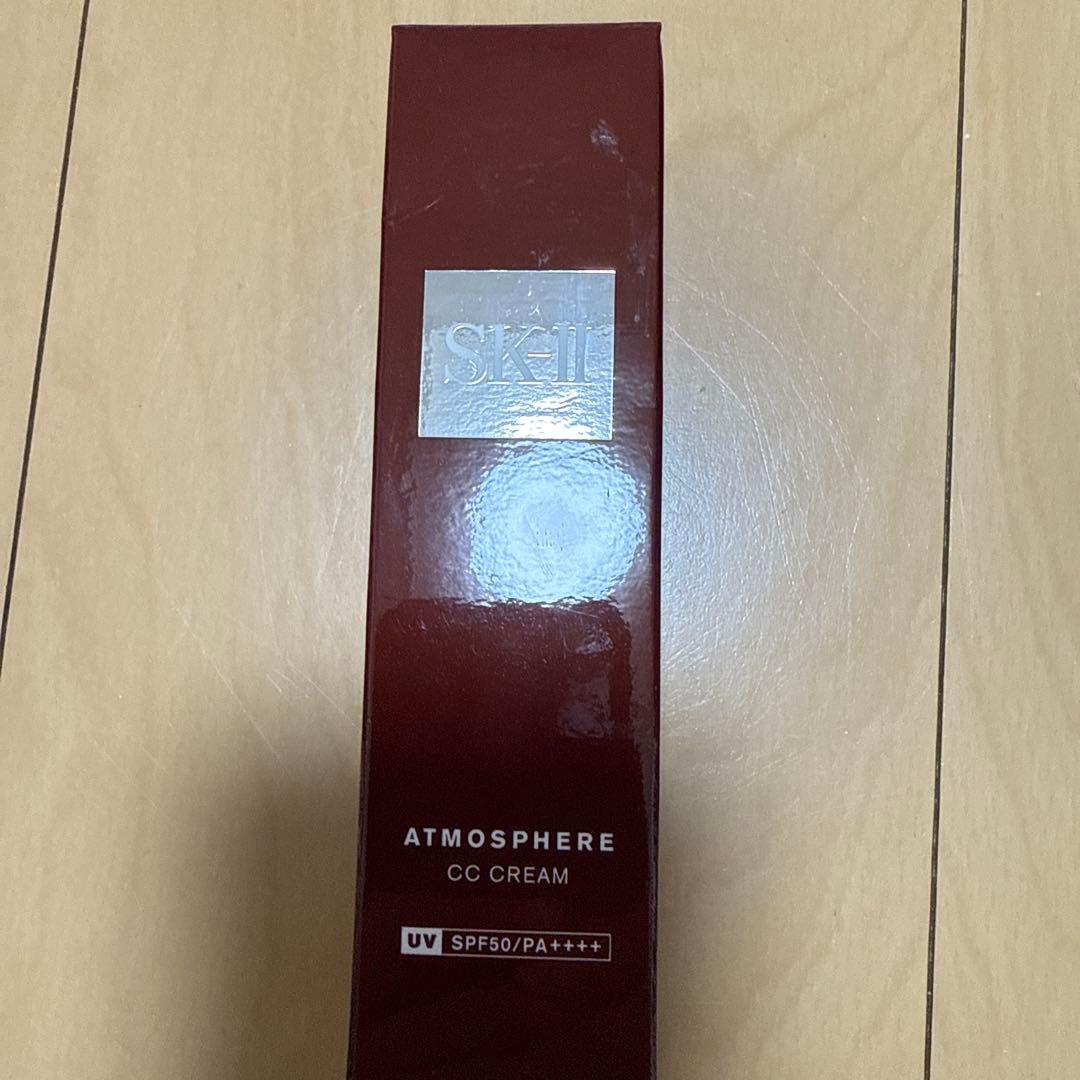 SK-II
ATMOSPHERE
CC CREAM
UV SPF50/PA++++